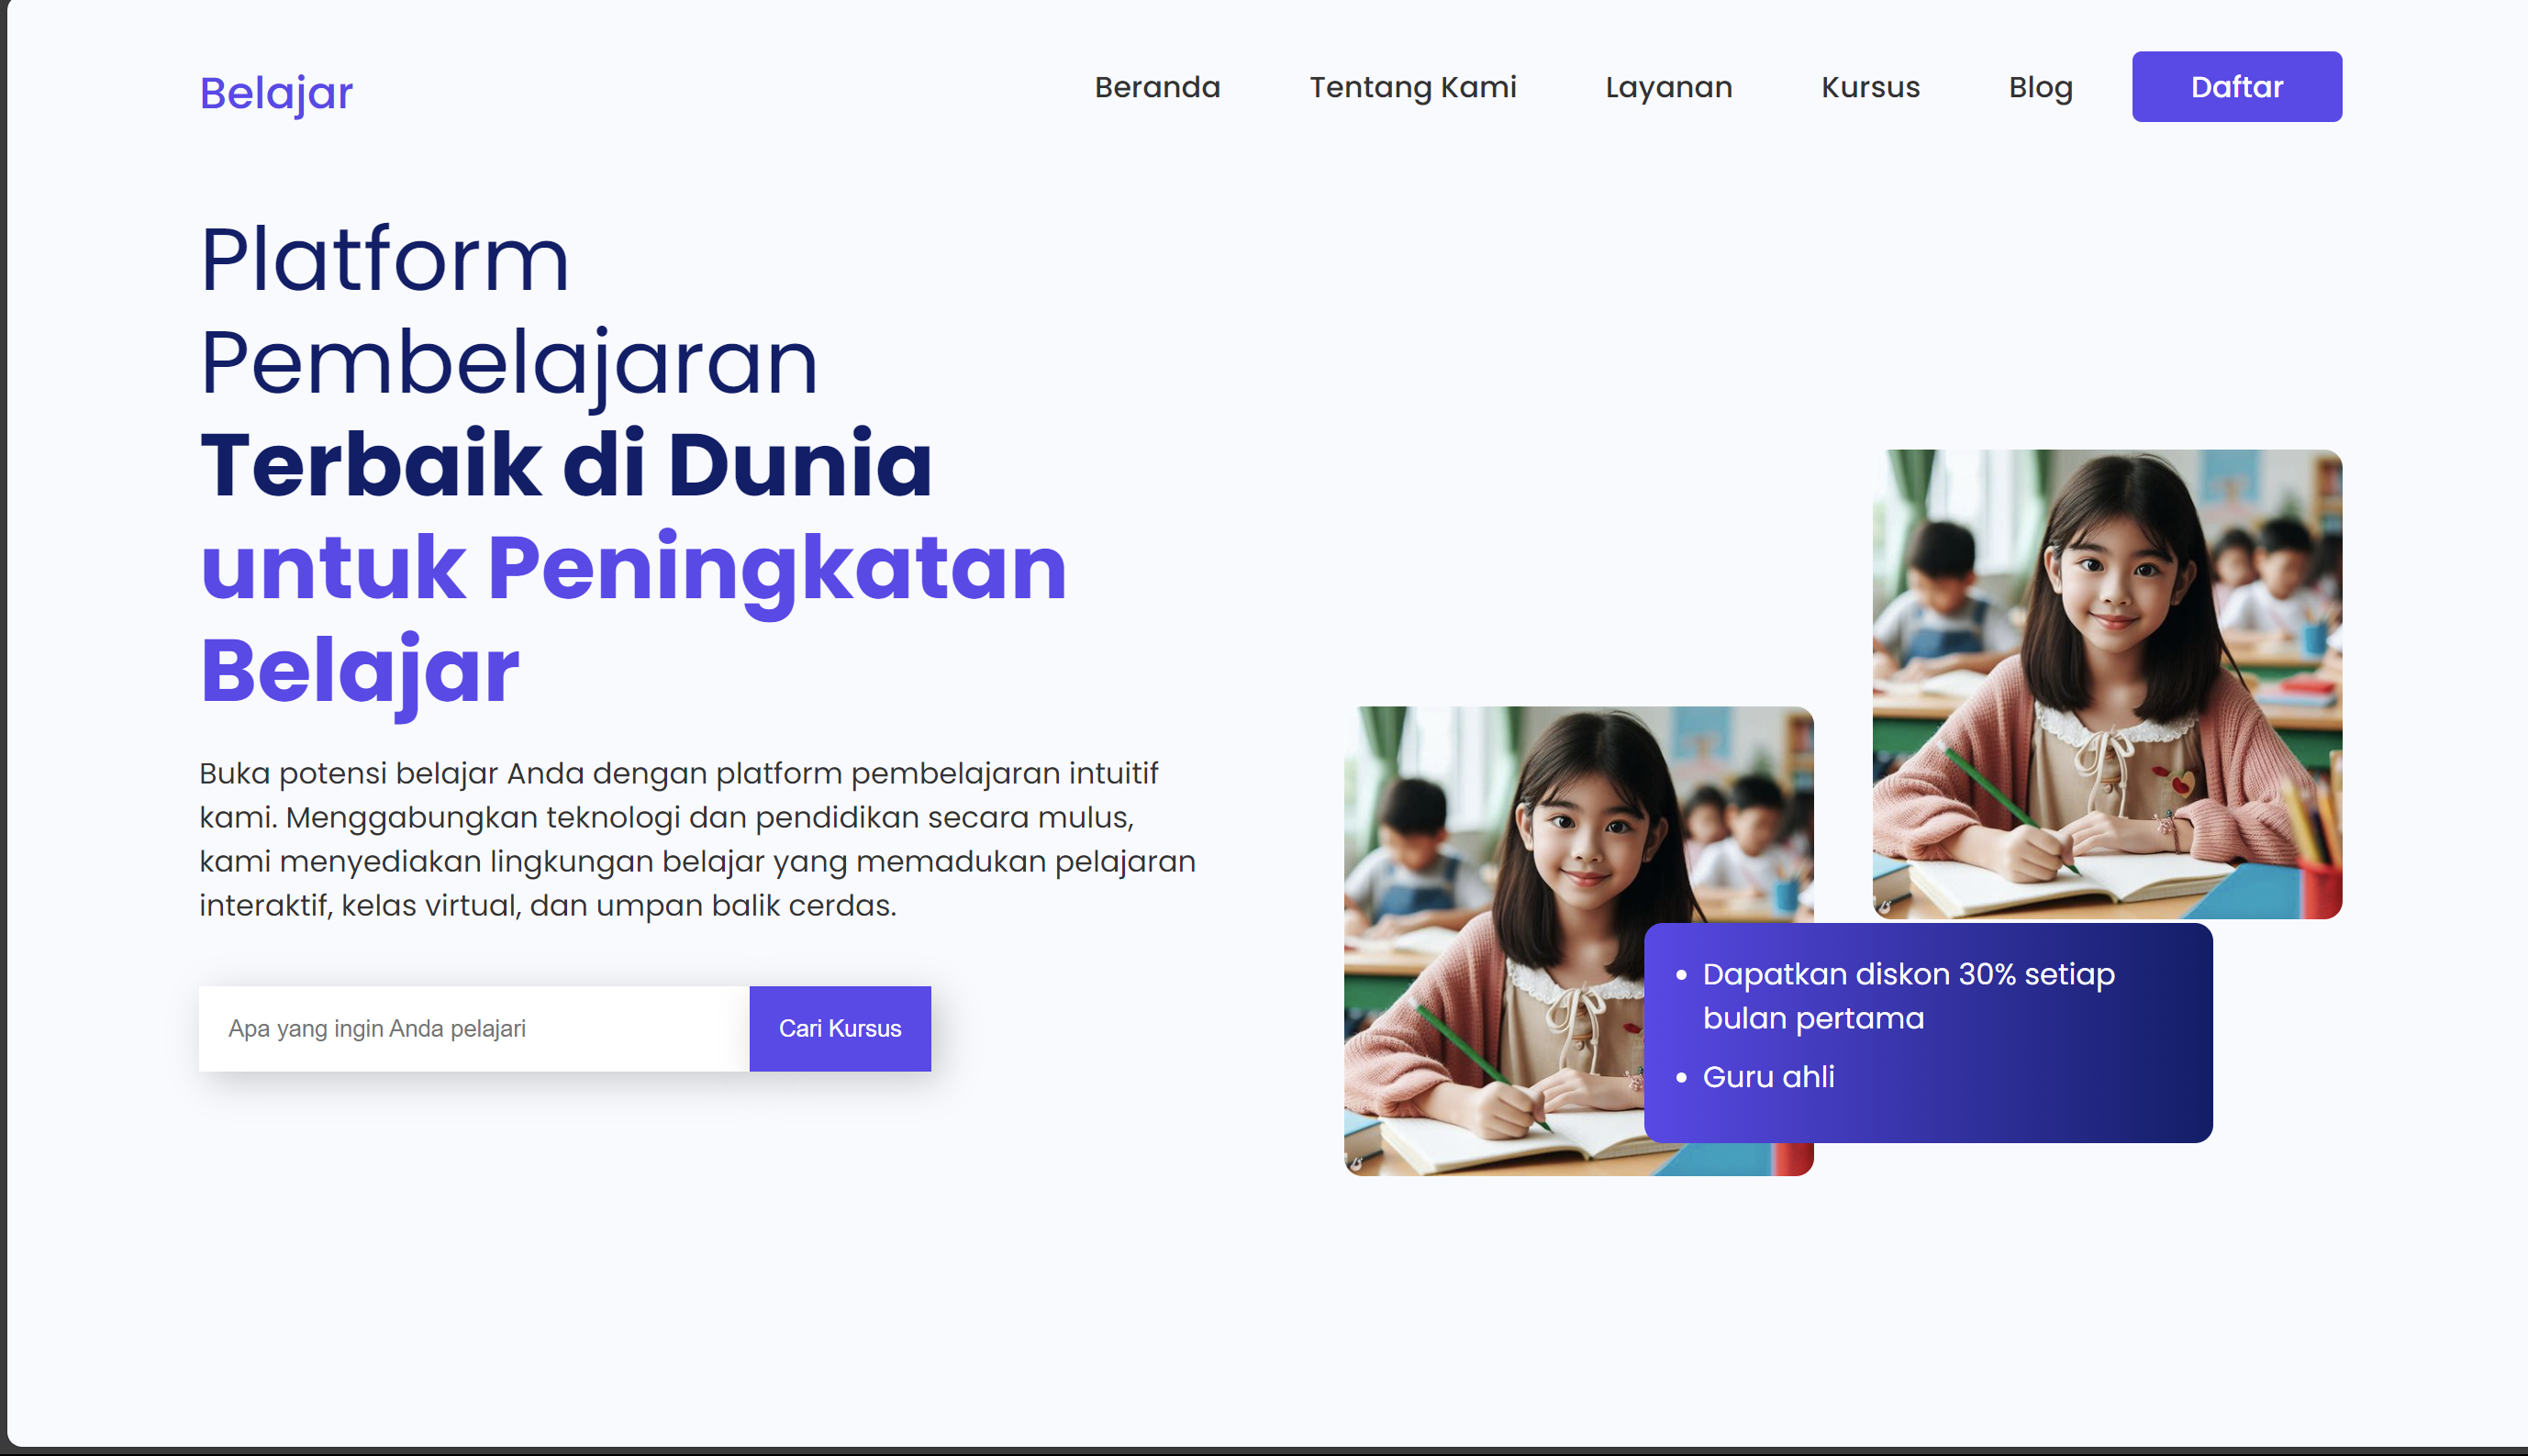 Belajar
Beranda
Tentang Kami
Layanan
Kursus
Blog
Daftar
Platform
Pembelajaran
Terbaik di Dunia
untuk Peningkatan
Belajar
Buka potensi belajar Anda dengan platform pembelajaran intuitif
kami. Menggabungkan teknologi dan pendidikan secara mulus,
kami menyediakan lingkungan belajar yang memadukan pelajaran
interaktif, kelas virtual, dan umpan balik cerdas.
Apa yang ingin Anda pelajari
Cari Kursus
Dapatkan diskon 30% setiap
bulan pertama
Guru ahli